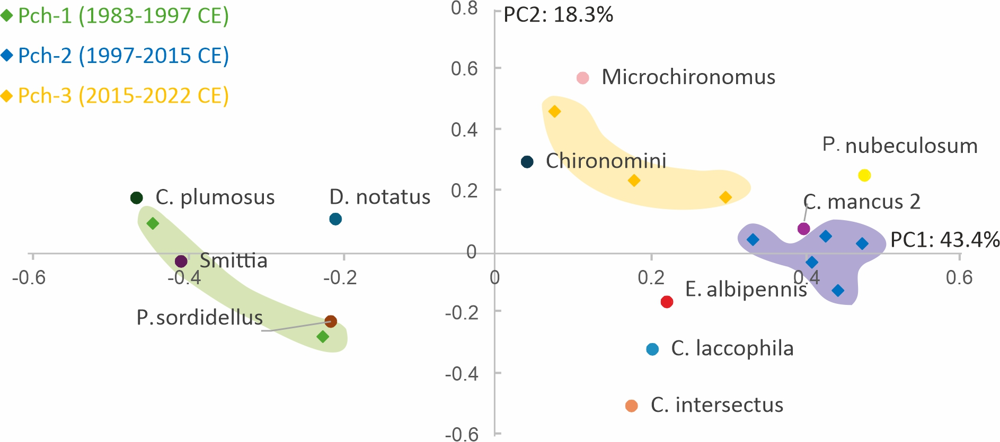 Pch-1 (1983-1997 CE)
Pch-2 (1997-2015 CE)
Pch-3 (2015-2022 CE)
0.8
PC2: 18.3%
0.6
Microchironomus
0.4
P. nubeculosum
Chironomini
0.2
C. plumosus
D. notatus
C. mancus 2
PC1: 43.4%
0
Smittia
-0.6
-0.4
-0.2
0
0.2
0.4
0.6
E. albipennis
-0.2
P.sordidellus
C. laccophila
-0.4
C. intersectus
-0.6